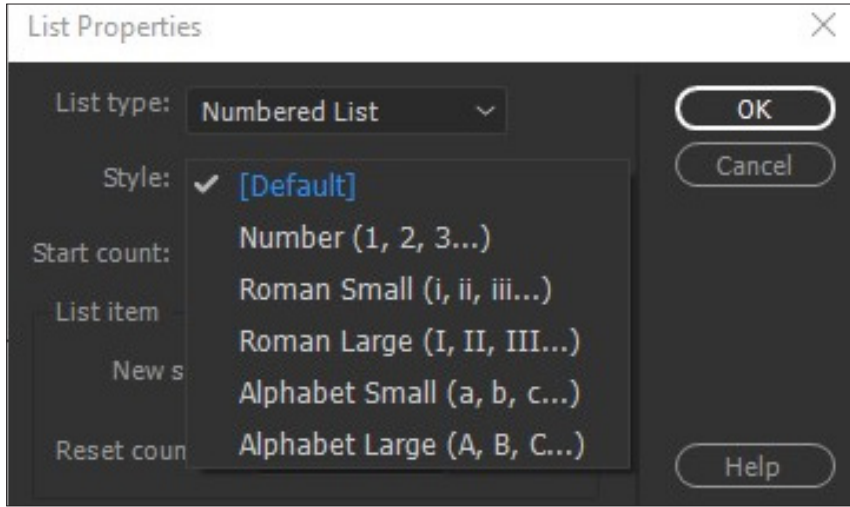 List Properties
List type: Numbered List
OK
Style: [Default]
Cancel
Number (1, 2, 3...)
Start count:
Roman Small (i, ii, iii...)
List item
Roman Large (I, II, III...)
New s
Alphabet Small (a, b, c...)
Reset coun
Alphabet Large (A, B, C...)
Help